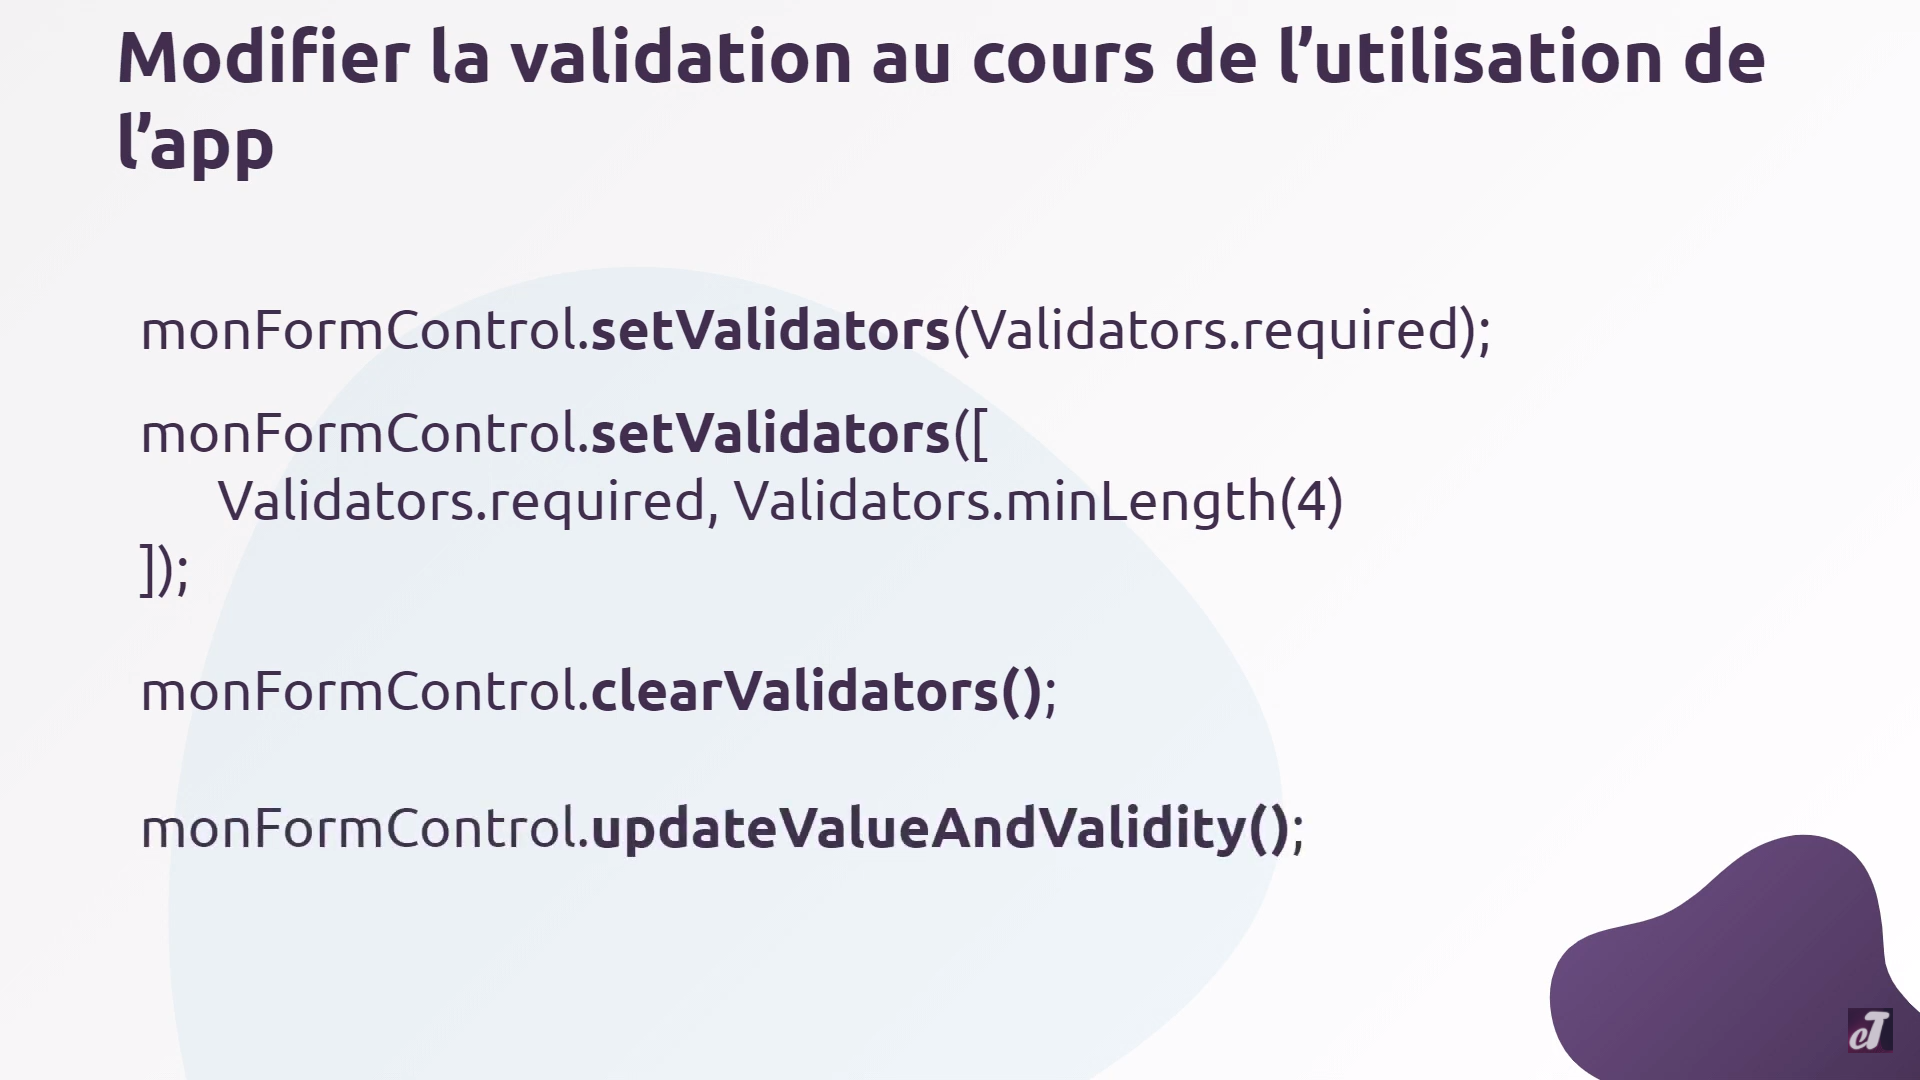 Modifier la validation au cours de l’utilisation de
l’app
monFormControl.setValidators(Validators.required);
monFormControl.setValidators([
Validators.required, Validators.minLength(4)
]);
monFormControl.clearValidators();
monFormControl.updateValueAndValidity();
eT